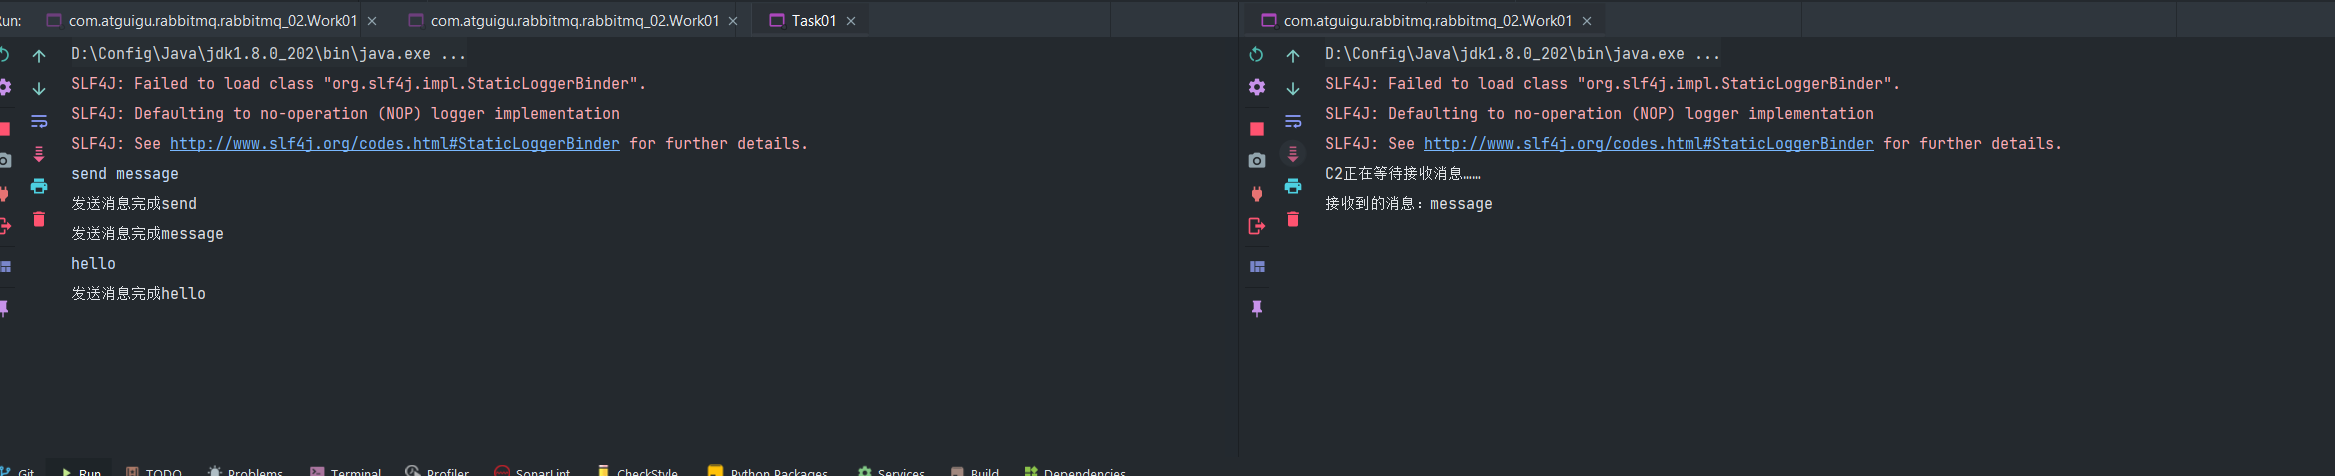 Run: com.atguigu.rabbitmq.rabbitmq_02.Work01 com.atguigu.rabbitmq.rabbitmq_02.Work01 Task01
D:\Config\Java\jdk1.8.0_202\bin\java.exe ...
SLF4J: Failed to load class "org.slf4j.impl.StaticLoggerBinder".
SLF4J: Defaulting to no-operation (NOP) logger implementation
SLF4J: See http://www.slf4j.org/codes.html#StaticLoggerBinder for further details.
send message
发送消息完成send
发送消息完成message
hello
发送消息完成hello
com.atguigu.rabbitmq.rabbitmq_02.Work01
D:\Config\Java\jdk1.8.0_202\bin\java.exe ...
SLF4J: Failed to load class "org.slf4j.impl.StaticLoggerBinder".
SLF4J: Defaulting to no-operation (NOP) logger implementation
SLF4J: See http://www.slf4j.org/codes.html#StaticLoggerBinder for further details.
C2正在等待接收消息……
接收到的消息：message
Git Run TODO Problems Terminal Profiler SonarLint CheckStyle Python Packages Services Build Dependencies